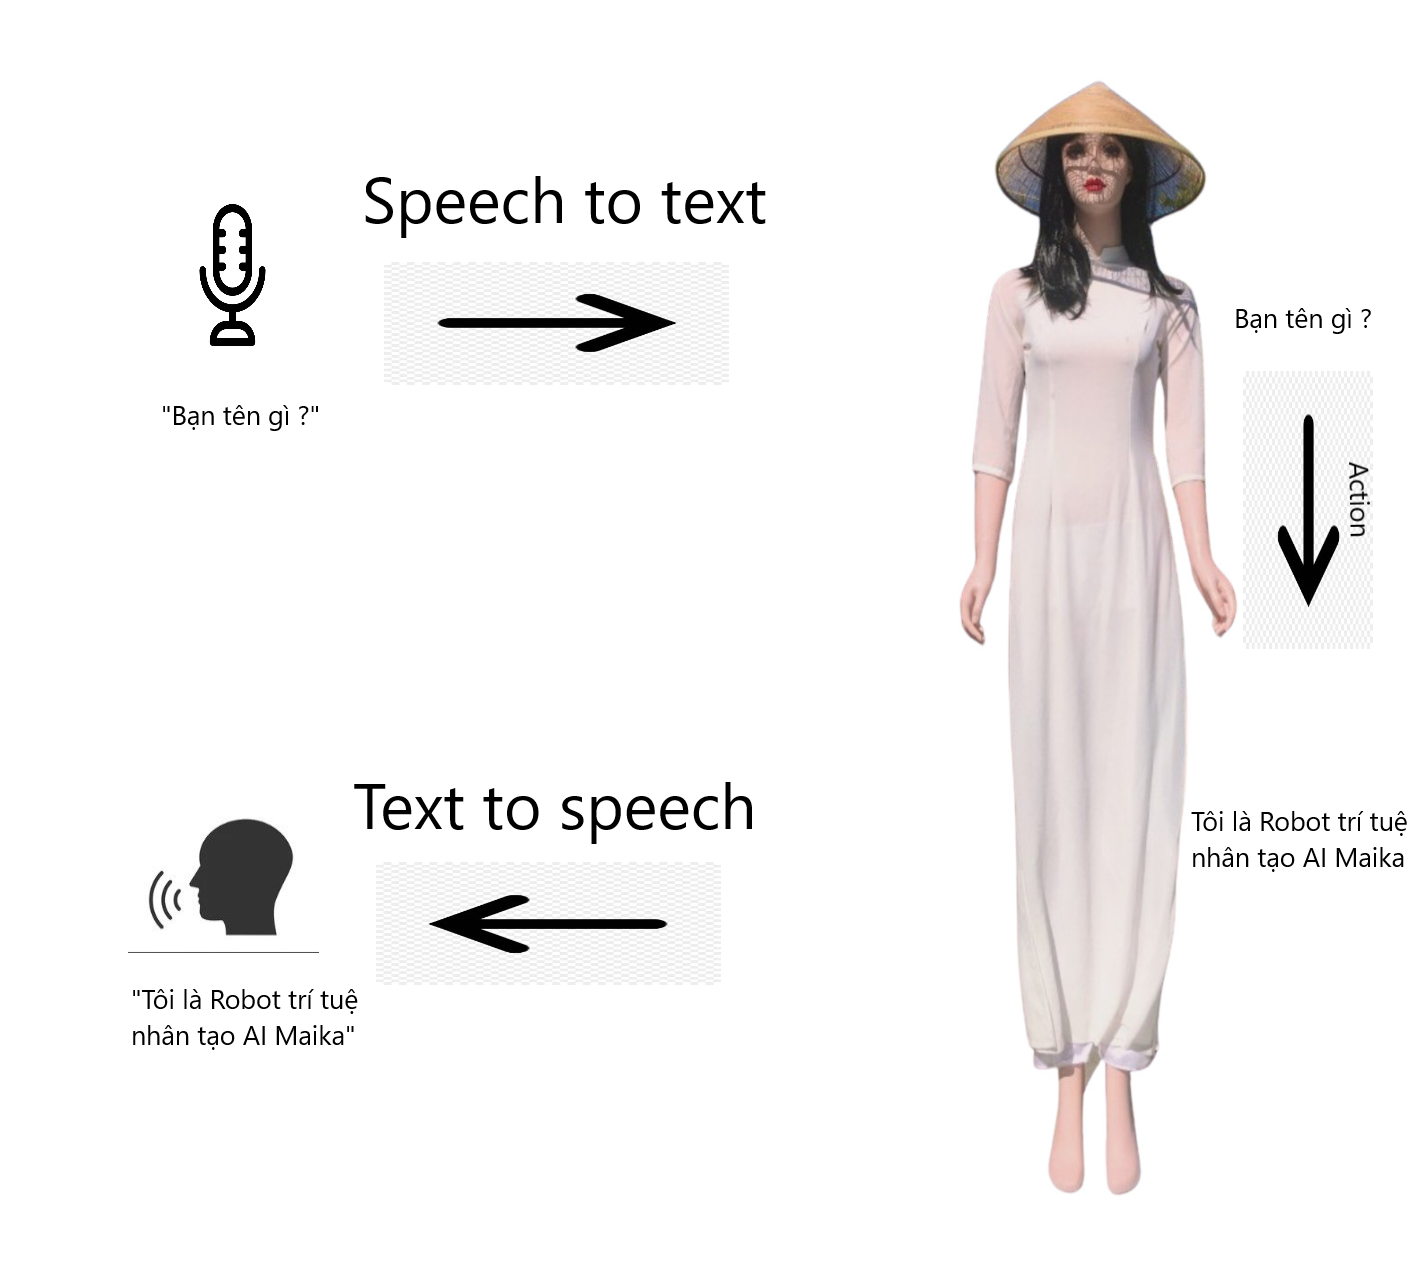 Speech to text
"Bạn tên gì ?"
Bạn tên gì ?
Action
Text to speech
Tôi là Robot trí tuệ
nhân tạo AI Maika
"Tôi là Robot trí tuệ
nhân tạo AI Maika"